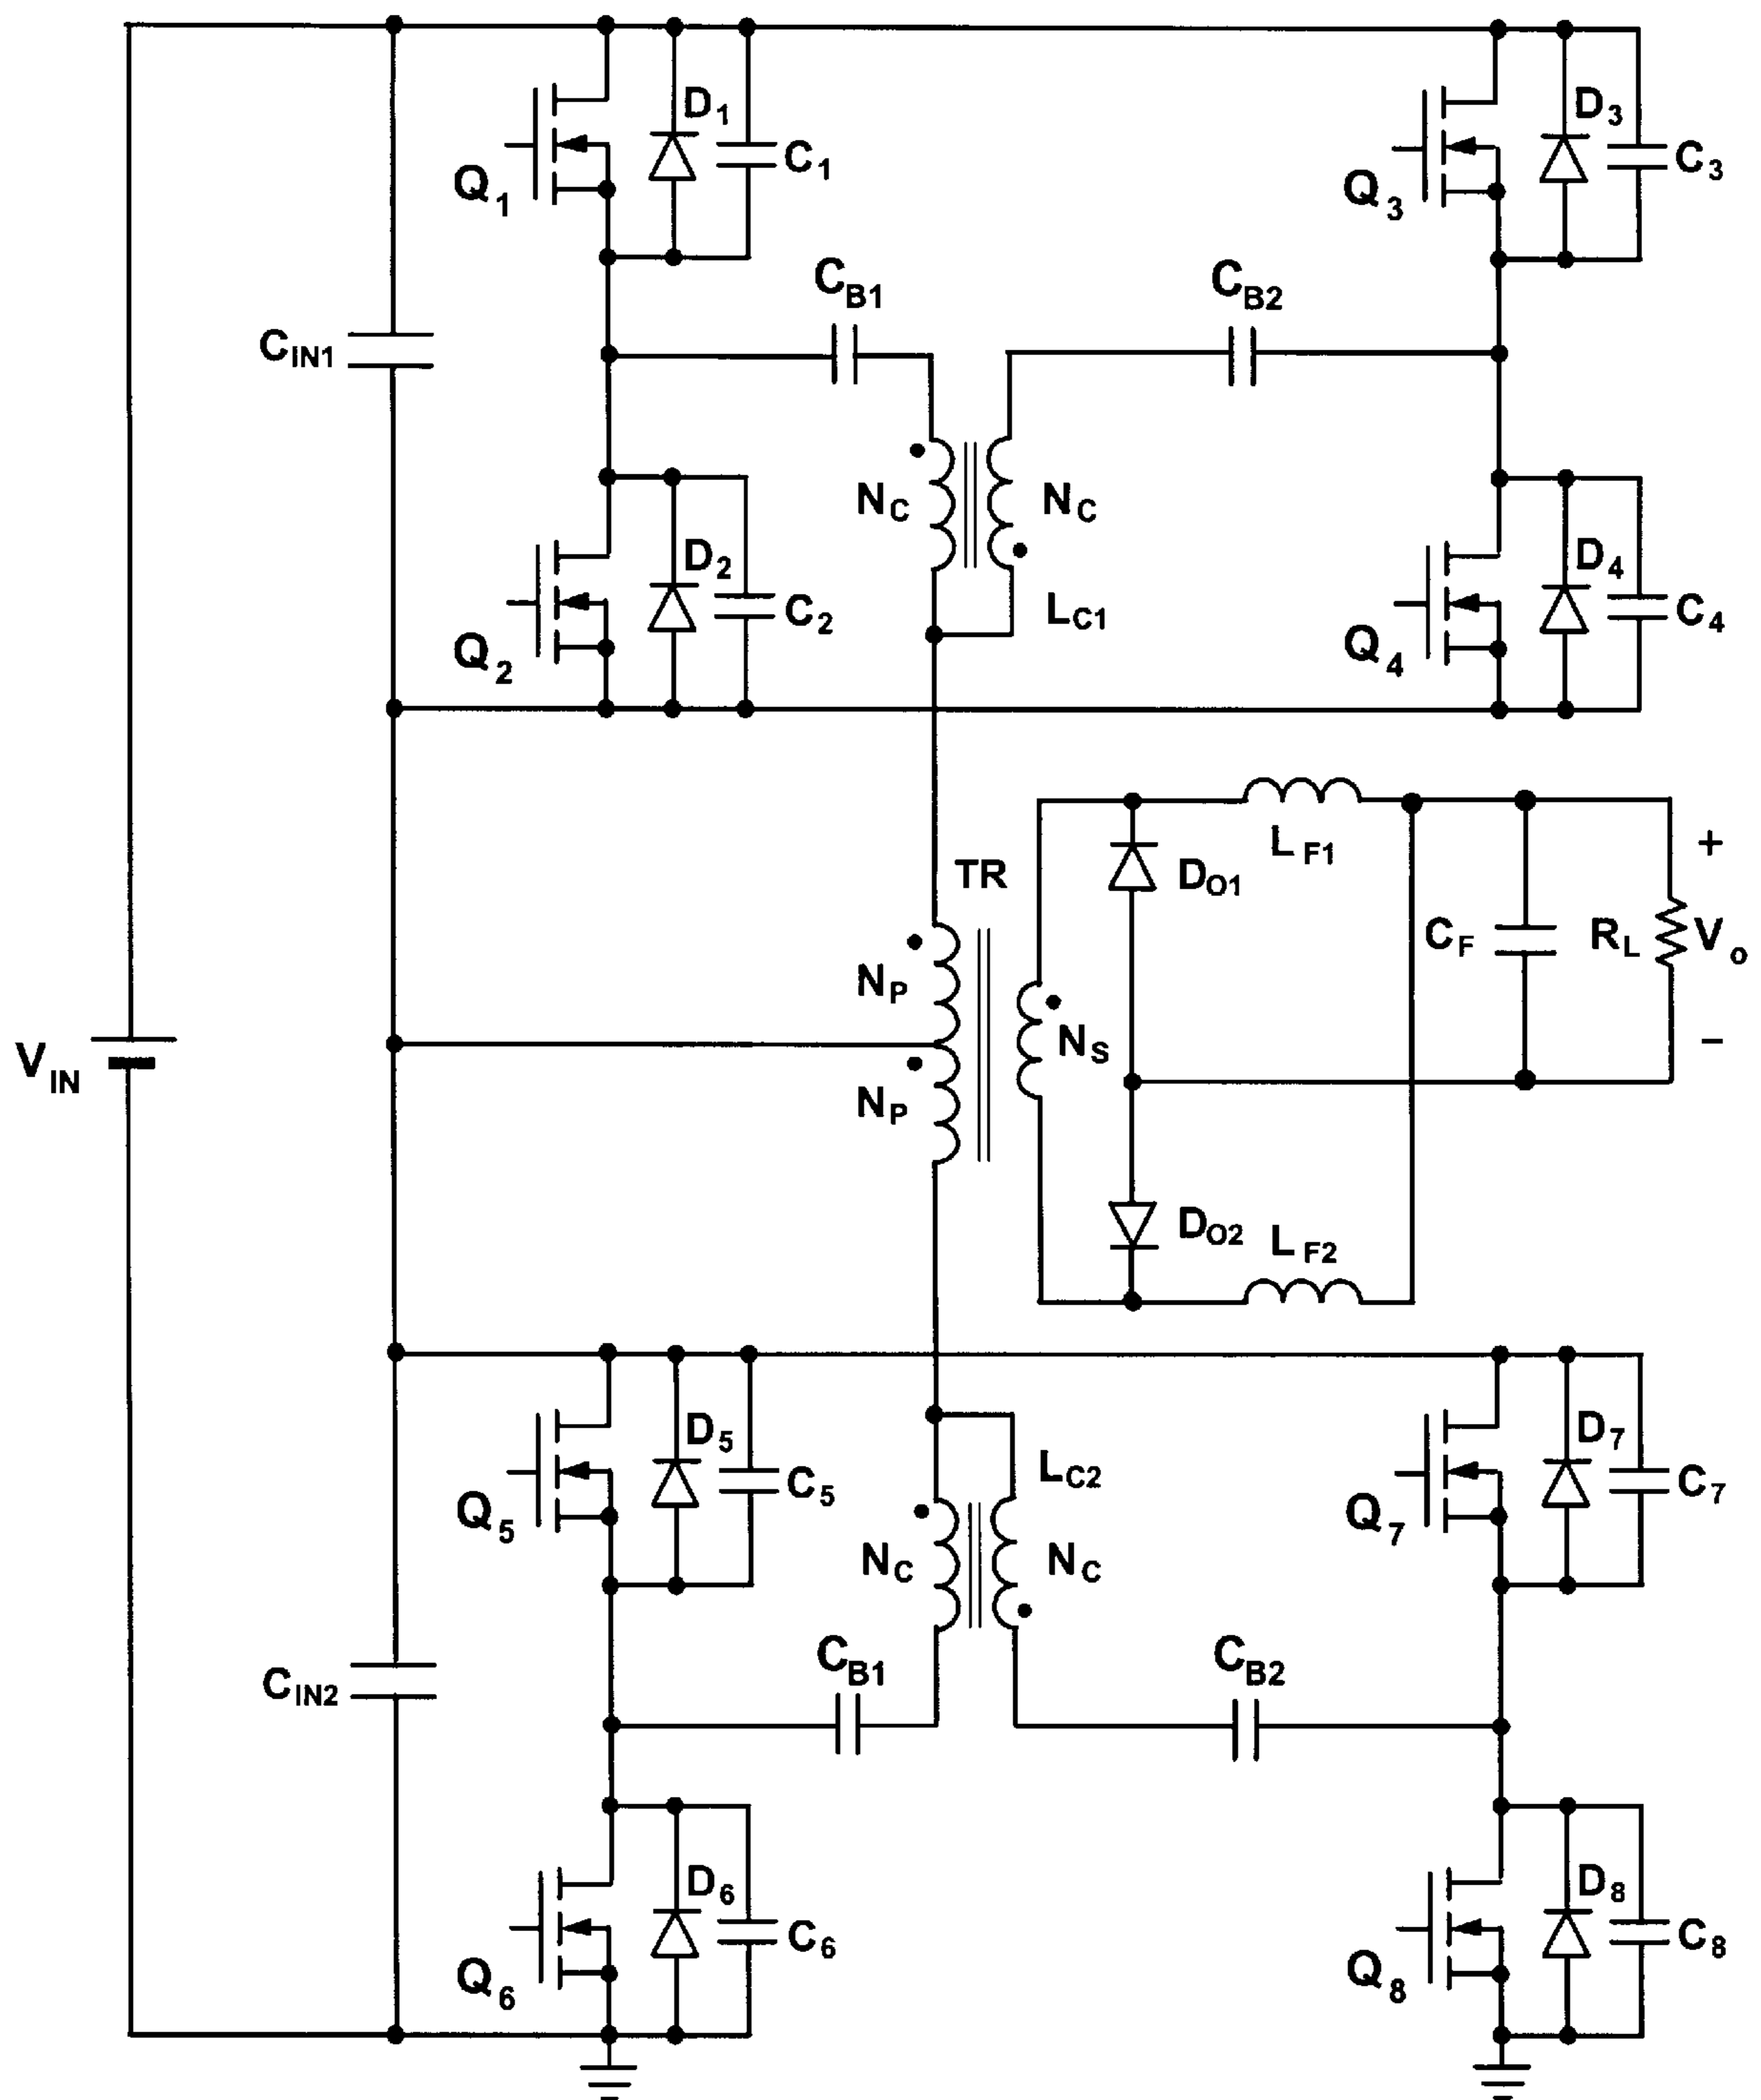 D1
C1
Q1
D3
C3
Q3
CB1
CB2
CIN1
NC
NC
LC1
D2
C2
Q2
D4
C4
Q4
TR
NP
NP
NS
DO1
DO2
LF1
LF2
CF
RL
+
Vo
–
VIN
D5
C5
Q5
D7
C7
Q7
LC2
NC
NC
CB1
CB2
CIN2
D6
C6
Q6
D8
C8
Q8